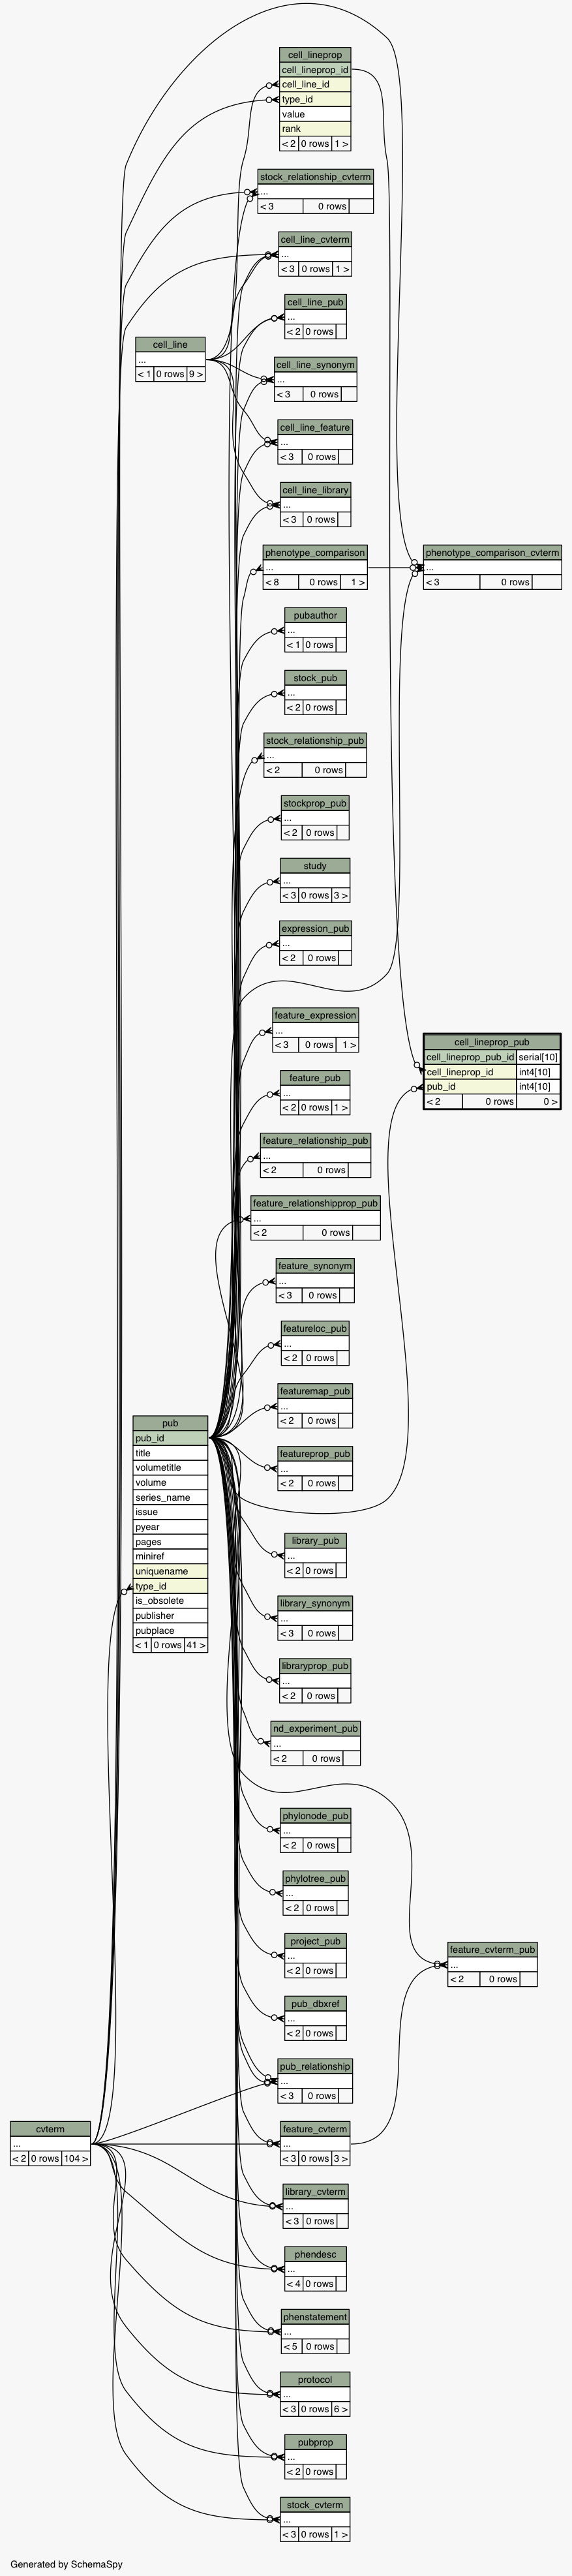 cell_lineprop
cell_lineprop_id
cell_line_id
type_id
value
rank
< 2 0 rows 1 >
stock_relationship_cvterm
...
< 3 0 rows
cell_line_cvterm
...
< 3 0 rows 1 >
cell_line_pub
...
< 2 0 rows
cell_line
...
< 1 0 rows 9 >
cell_line_synonym
...
< 3 0 rows
cell_line_feature
...
< 3 0 rows
cell_line_library
...
< 3 0 rows
phenotype_comparison
...
< 8 0 rows 1 >
phenotype_comparison_cvterm
...
< 3 0 rows
pubauthor
...
< 1 0 rows
stock_pub
...
< 2 0 rows
stock_relationship_pub
...
< 2 0 rows
stockprop_pub
...
< 2 0 rows
study
...
< 3 0 rows 3 >
expression_pub
...
< 2 0 rows
feature_expression
...
< 3 0 rows 1 >
cell_lineprop_pub
cell_lineprop_pub_id serial[10]
cell_lineprop_id int4[10]
pub_id int4[10]
< 2 0 rows 0 >
feature_pub
...
< 2 0 rows 1 >
feature_relationship_pub
...
< 2 0 rows
feature_relationshipprop_pub
...
< 2 0 rows
feature_synonym
...
< 3 0 rows
featureloc_pub
...
< 2 0 rows
featuremap_pub
...
< 2 0 rows
featureprop_pub
...
< 2 0 rows
pub
pub_id
title
volumetitle
volume
series_name
issue
pyear
pages
miniref
uniquename
type_id
is_obsolete
publisher
pubplace
< 1 0 rows 41 >
library_pub
...
< 2 0 rows
library_synonym
...
< 3 0 rows
libraryprop_pub
...
< 2 0 rows
nd_experiment_pub
...
< 2 0 rows
phylonode_pub
...
< 2 0 rows
phylotree_pub
...
< 2 0 rows
project_pub
...
< 2 0 rows
feature_cvterm_pub
...
< 2 0 rows
pub_dbxref
...
< 2 0 rows
pub_relationship
...
< 3 0 rows
cvterm
...
< 2 0 rows 104 >
feature_cvterm
...
< 3 0 rows 3 >
library_cvterm
...
< 3 0 rows
phendesc
...
< 4 0 rows
phenstatement
...
< 5 0 rows
protocol
...
< 3 0 rows 6 >
pubprop
...
< 2 0 rows
stock_cvterm
...
< 3 0 rows 1 >
Generated by SchemaSpy